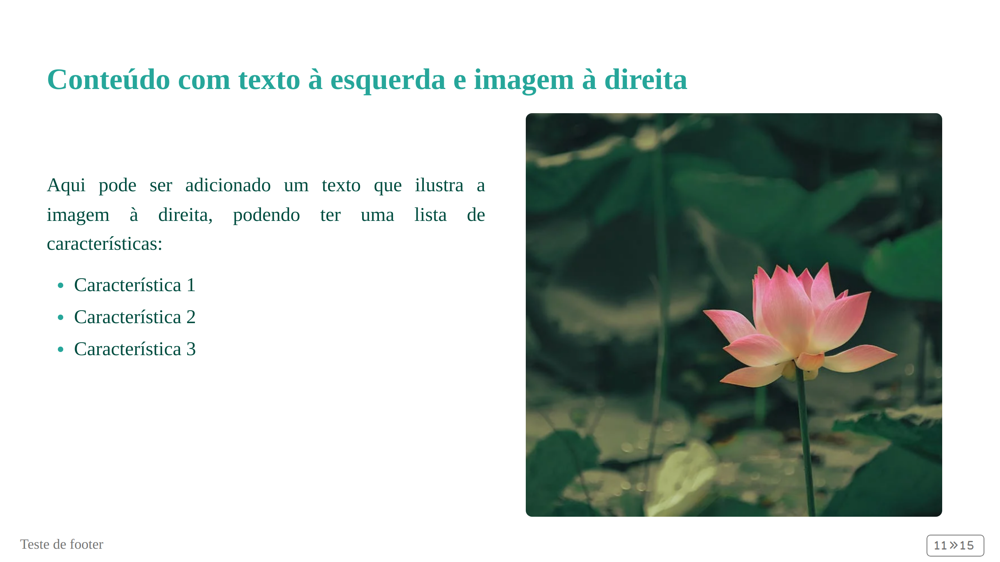 Conteúdo com texto à esquerda e imagem à direita
Aqui pode ser adicionado um texto que ilustra a
imagem à direita, podendo ter uma lista de
características:
• Característica 1
• Característica 2
• Característica 3
Teste de footer
11»15